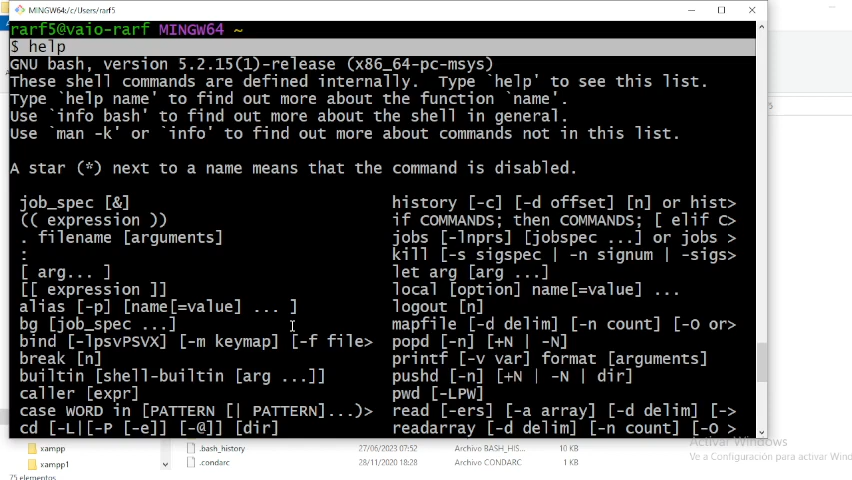 MINGW64:/c/Users/rarf5
rarf5@vaio-rarf MINGW64 ~
$ help
GNU bash, version 5.2.15(1)-release (x86_64-pc-msys)
These shell commands are defined internally.  Type `help' to see this list.
Type `help name' to find out more about the function `name'.
Use `info bash' to find out more about the shell in general.
Use `man -k' or `info' to find out more about commands not in this list.
A star (*) next to a name means that the command is disabled.
job_spec [&] history [-c] [-d offset] [n] or hist>
(( expression )) if COMMANDS; then COMMANDS; [ elif C>
. filename [arguments] jobs [-lnprs] [jobspec ...] or jobs >
: kill [-s sigspec | -n signum | -sigs>
[ arg... ] let arg [arg ...]
[[ expression ]] local [option] name[=value] ...
alias [-p] [name[=value] ... ] logout [n]
bg [job_spec ...] mapfile [-d delim] [-n count] [-O or>
bind [-lpsvPSVX] [-m keymap] [-f file> popd [-n] [+N | -N]
break [n] printf [-v var] format [arguments]
builtin [shell-builtin [arg ...]] pushd [-n] [+N | -N | dir]
caller [expr] pwd [-LPW]
case WORD in [PATTERN [| PATTERN]...)> read [-ers] [-a array] [-d delim] [->
cd [-L|[-P [-e]] [-@]] [dir] readarray [-d delim] [-n count] [-O >
Activar Windows
xampp .bash_history 27/06/2023 07:52 Archivo BASH_HIS... 10 KB
Ve a Configuración para activar Wind
xampp1 .condarc 28/11/2020 18:28 Archivo CONDARC 1 KB
75 elementos